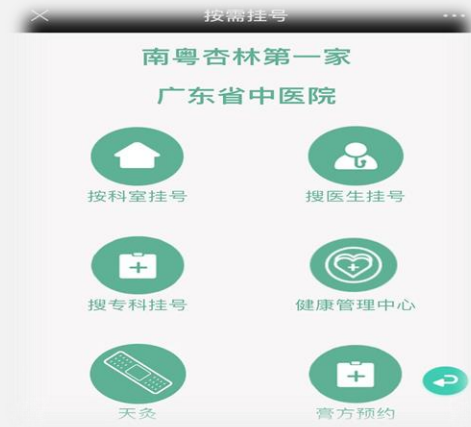 按需挂号
南粤杏林第一家
广东省中医院
按科室挂号
搜医生挂号
搜专科挂号
健康管理中心
天灸
膏方预约